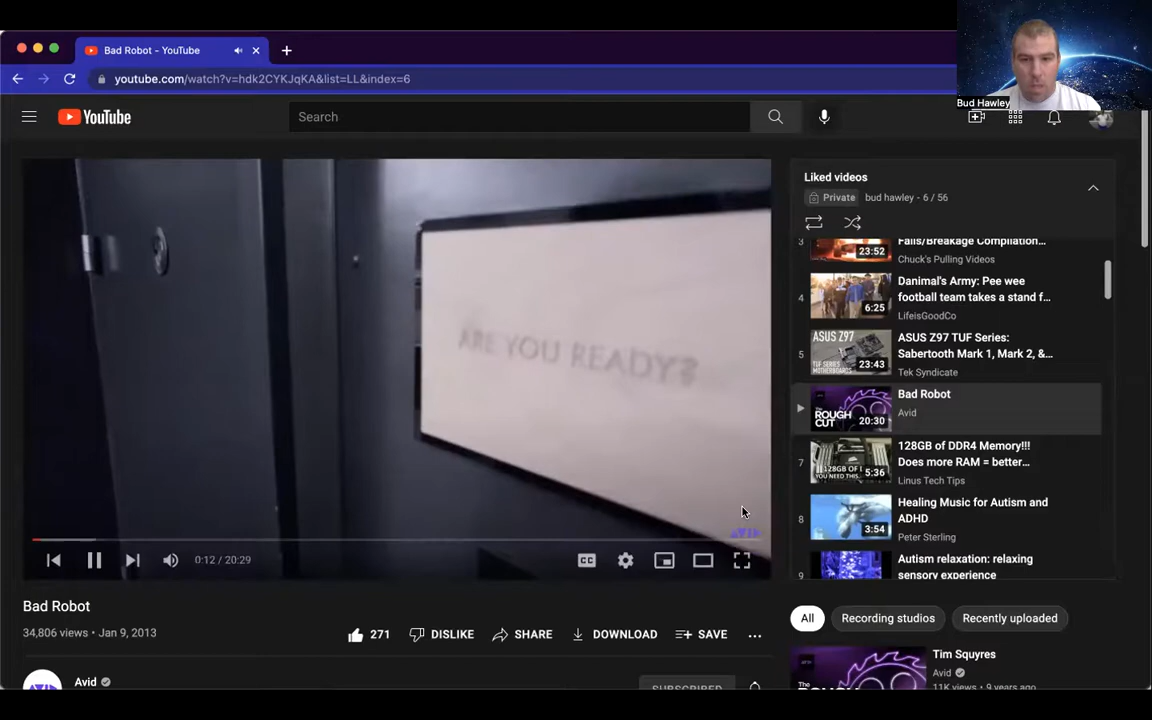 Bad Robot - YouTube
youtube.com/watch?v=hdk2CYKJqKA&list=LL&index=6
Bud Hawley
YouTube
Search
ARE YOU READY?
AVID
0:12 / 20:29
CC
Bad Robot
34,806 views • Jan 9, 2013
271
DISLIKE
SHARE
DOWNLOAD
SAVE
Avid
SUBSCRIBED
Liked videos
Private
bud hawley - 6 / 56
3
Fails/Breakage Compilation...
23:52
Chuck's Pulling Videos
4
Danimal's Army: Pee wee
football team takes a stand f...
6:25
LifeisGoodCo
5
ASUS Z97 TUF Series:
Sabertooth Mark 1, Mark 2, &...
ASUS Z97
TUF SERIES
MOTHERBOARDS
23:43
Tek Syndicate
Bad Robot
The
ROUGH
CUT
20:30
Avid
7
128GB of DDR4 Memory!!!
Does more RAM = better...
5:36
Linus Tech Tips
8
Healing Music for Autism and
ADHD
3:54
Peter Sterling
9
Autism relaxation: relaxing
sensory experience
All
Recording studios
Recently uploaded
Tim Squyres
Avid
11K views • 9 years ago